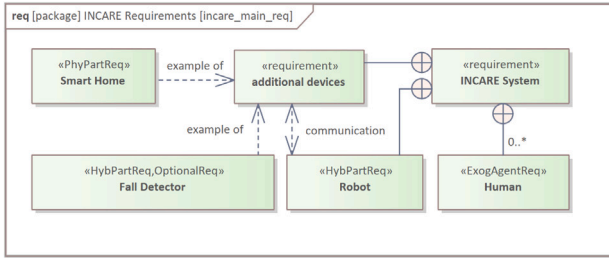 req [package] INCARE Requirements [incare_main_req]
«PhyPartReq»
Smart Home
example of
«requirement»
additional devices
«requirement»
INCARE System
example of
communication
0..*
«HybPartReq,OptionalReq»
Fall Detector
«HybPartReq»
Robot
«ExogAgentReq»
Human